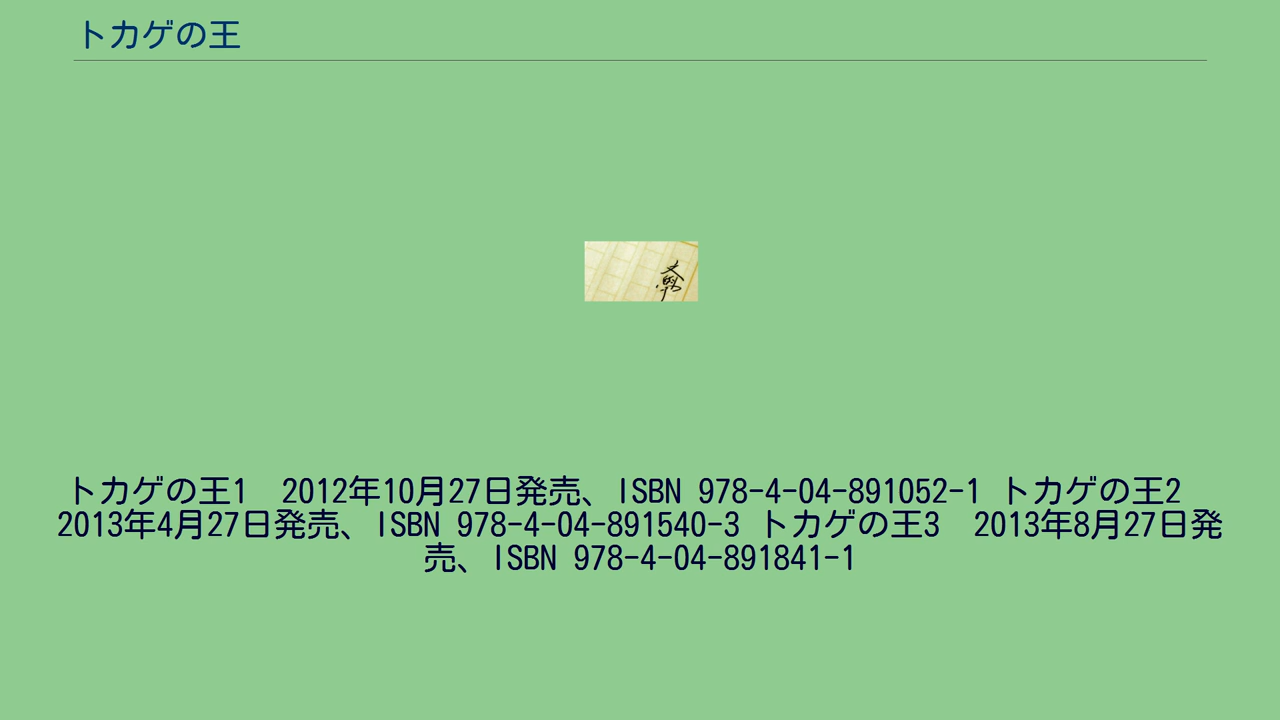 トカゲの王
トカゲの王1　2012年10月27日発売、ISBN 978-4-04-891052-1 トカゲの王2
2013年4月27日発売、ISBN 978-4-04-891540-3 トカゲの王3　2013年8月27日発
売、ISBN 978-4-04-891841-1